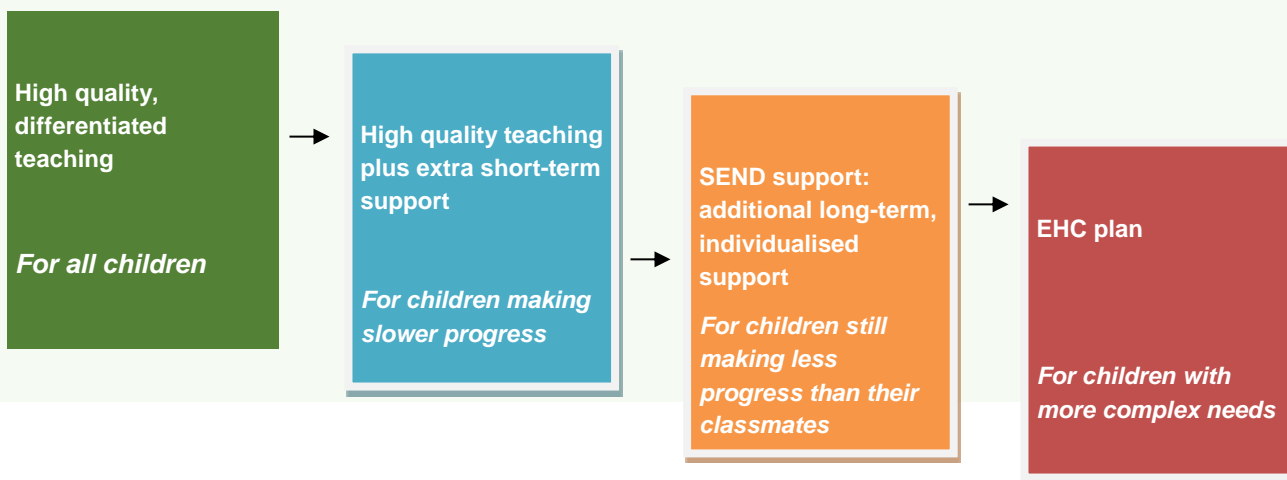 High quality,
differentiated
teaching
For all children
High quality teaching
plus extra short-term
support
For children making
slower progress
SEND support:
additional long-term,
individualised
support
For children still
making less
progress than their
classmates
EHC plan
For children with
more complex needs